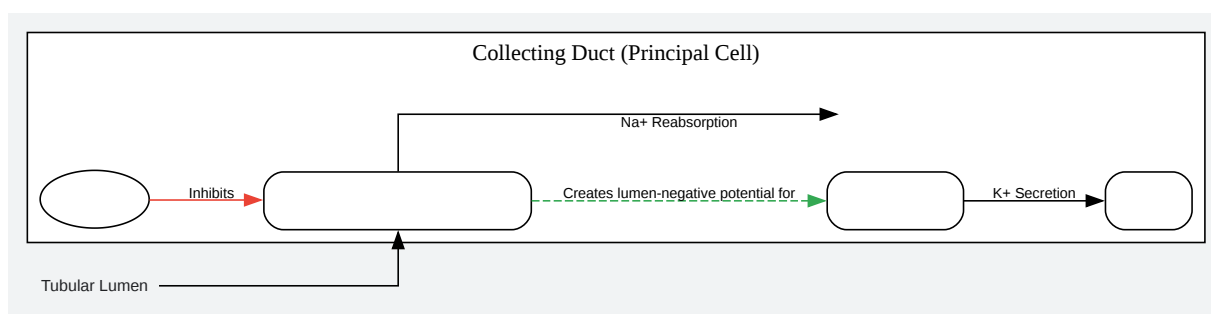 Collecting Duct (Principal Cell)
Na+ Reabsorption
Inhibits
Creates lumen-negative potential for
K+ Secretion
Tubular Lumen